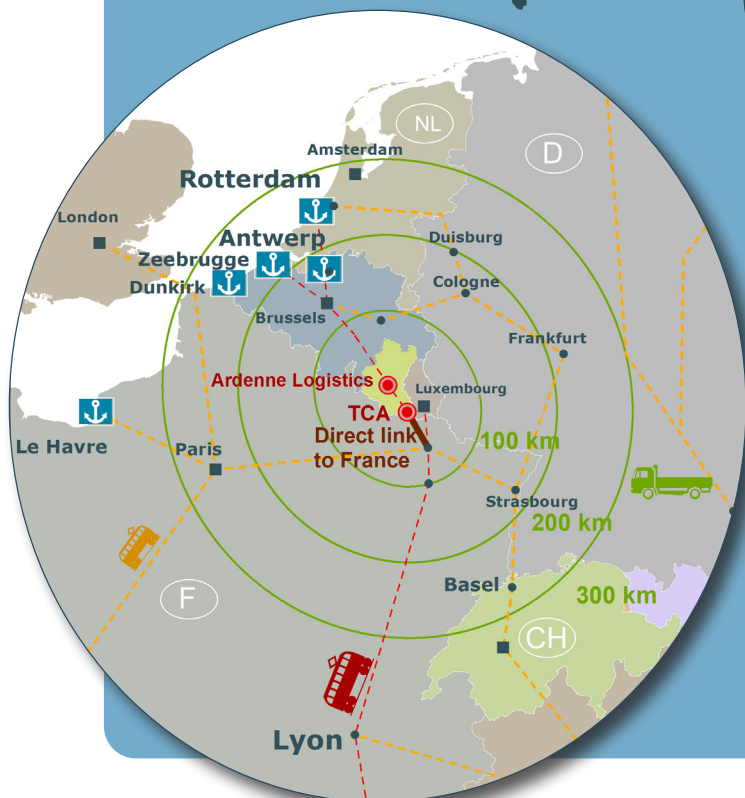 NL
D
Amsterdam
Rotterdam
London
Antwerp
Duisburg
Zeebrugge
Dunkirk
Cologne
Brussels
Frankfurt
Ardenne Logistics
Luxembourg
TCA
Direct link
to France
100 km
Le Havre
Paris
Strasbourg
200 km
Basel
300 km
F
CH
Lyon